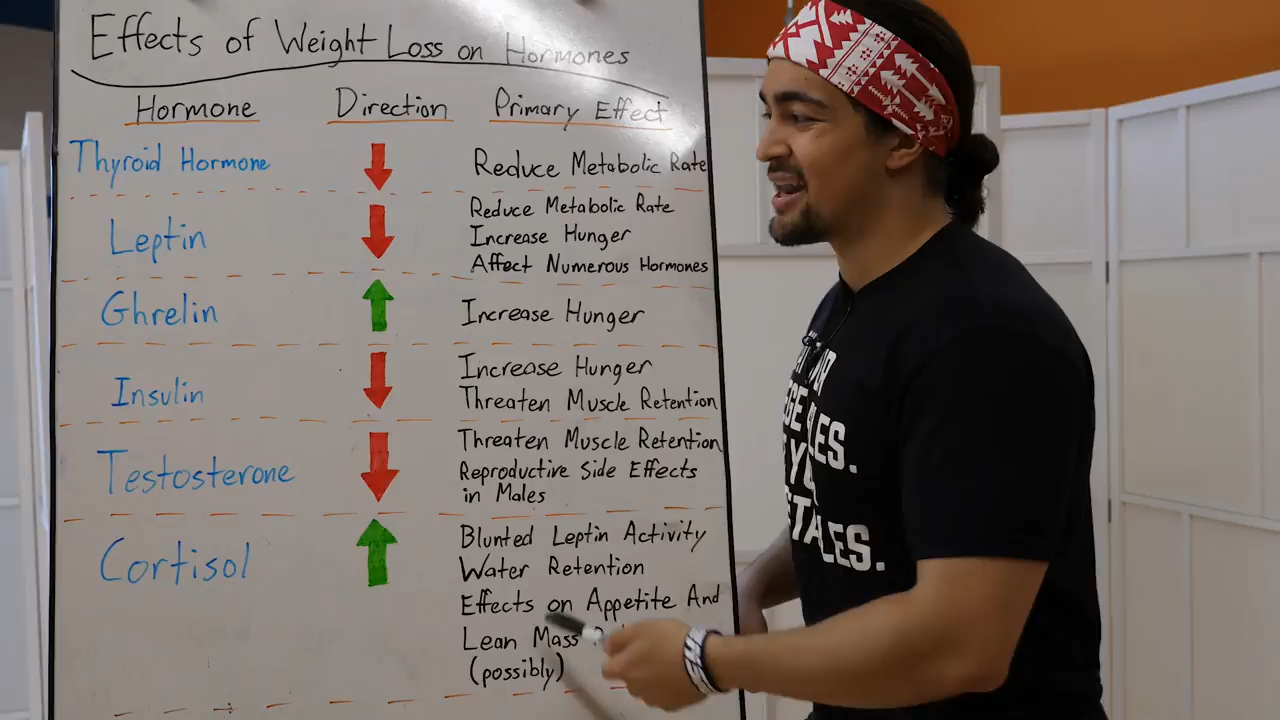 Effects of Weight Loss on Hormones
Hormone Direction Primary Effect
Thyroid Hormone Reduce Metabolic Rate
Leptin Reduce Metabolic Rate
Increase Hunger
Affect Numerous Hormones
Ghrelin Increase Hunger
Insulin Increase Hunger
Threaten Muscle Retention
Testosterone Threaten Muscle Retention
Reproductive Side Effects
in Males
Cortisol Blunted Leptin Activity
Water Retention
Effects on Appetite And
Lean Mass
(possibly)